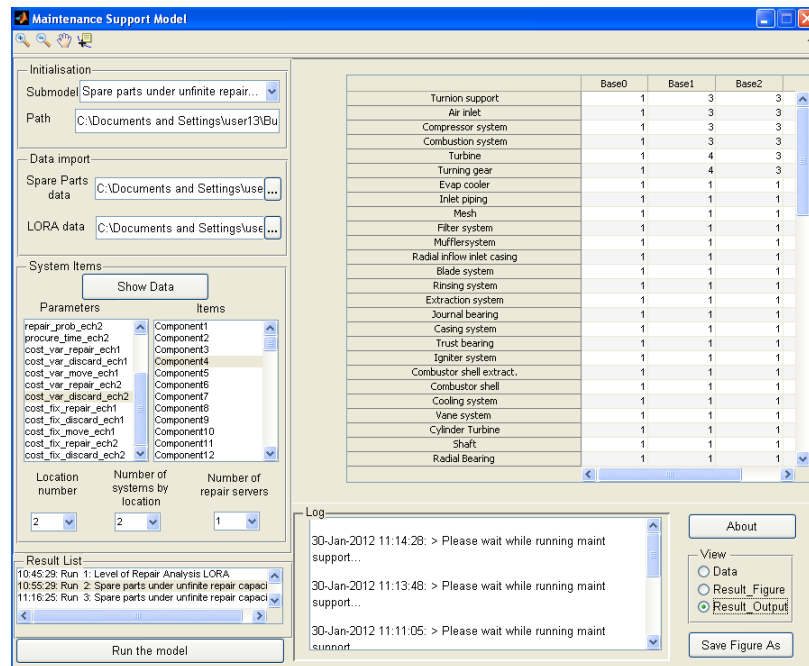 Maintenance Support Model
Initialisation
Submodel Spare parts under unfinite repair...
Path C:\Documents and Settings\user13\Bu
Data import
Spare Parts data C:\Documents and Settings\use ...
LORA data C:\Documents and Settings\use ...
System Items
Show Data
Parameters Items
repair_prob_ech2 Component1
procure_time_ech2 Component2
cost_var_repair_ech1 Component3
cost_var_discard_ech1 Component4
cost_var_move_ech1 Component5
cost_var_repair_ech2 Component6
cost_var_discard_ech2 Component7
cost_fix_repair_ech1 Component8
cost_fix_discard_ech1 Component9
cost_fix_move_ech1 Component10
cost_fix_repair_ech2 Component11
cost_fix_discard_ech2 Component12
Location number
Number of systems by location
Number of repair servers
2 2 1
Result List
10:45:29: Run 1: Level of Repair Analysis LORA
10:55:29: Run 2: Spare parts under unfinite repair capaci
11:16:25: Run 3: Spare parts under unfinite repair capaci
Run the model
Base0 Base1 Base2
Turnion support 1 3 3
Air inlet 1 3 3
Compressor system 1 3 3
Combustion system 1 3 3
Turbine 1 4 3
Turning gear 1 4 3
Evap cooler 1 1 1
Inlet piping 1 1 1
Mesh 1 1 1
Filter system 1 1 1
Mufflersystem 1 1 1
Radial inflow inlet casing 1 1 1
Blade system 1 1 1
Rinsing system 1 1 1
Extraction system 1 1 1
Journal bearing 1 1 1
Casing system 1 1 1
Trust bearing 1 1 1
Igniter system 1 1 1
Combustor shell extract. 1 1 1
Combustor shell 1 1 1
Cooling system 1 1 1
Vane system 1 1 1
Cylinder Turbine 1 1 1
Shaft 1 1 1
Radial Bearing 1 1 1
Log
30-Jan-2012 11:14:28: > Please wait while running maint
support...
30-Jan-2012 11:13:48: > Please wait while running maint
support...
30-Jan-2012 11:11:05: > Please wait while running maint
support
About
View
Data
Result_Figure
Result_Output
Save Figure As